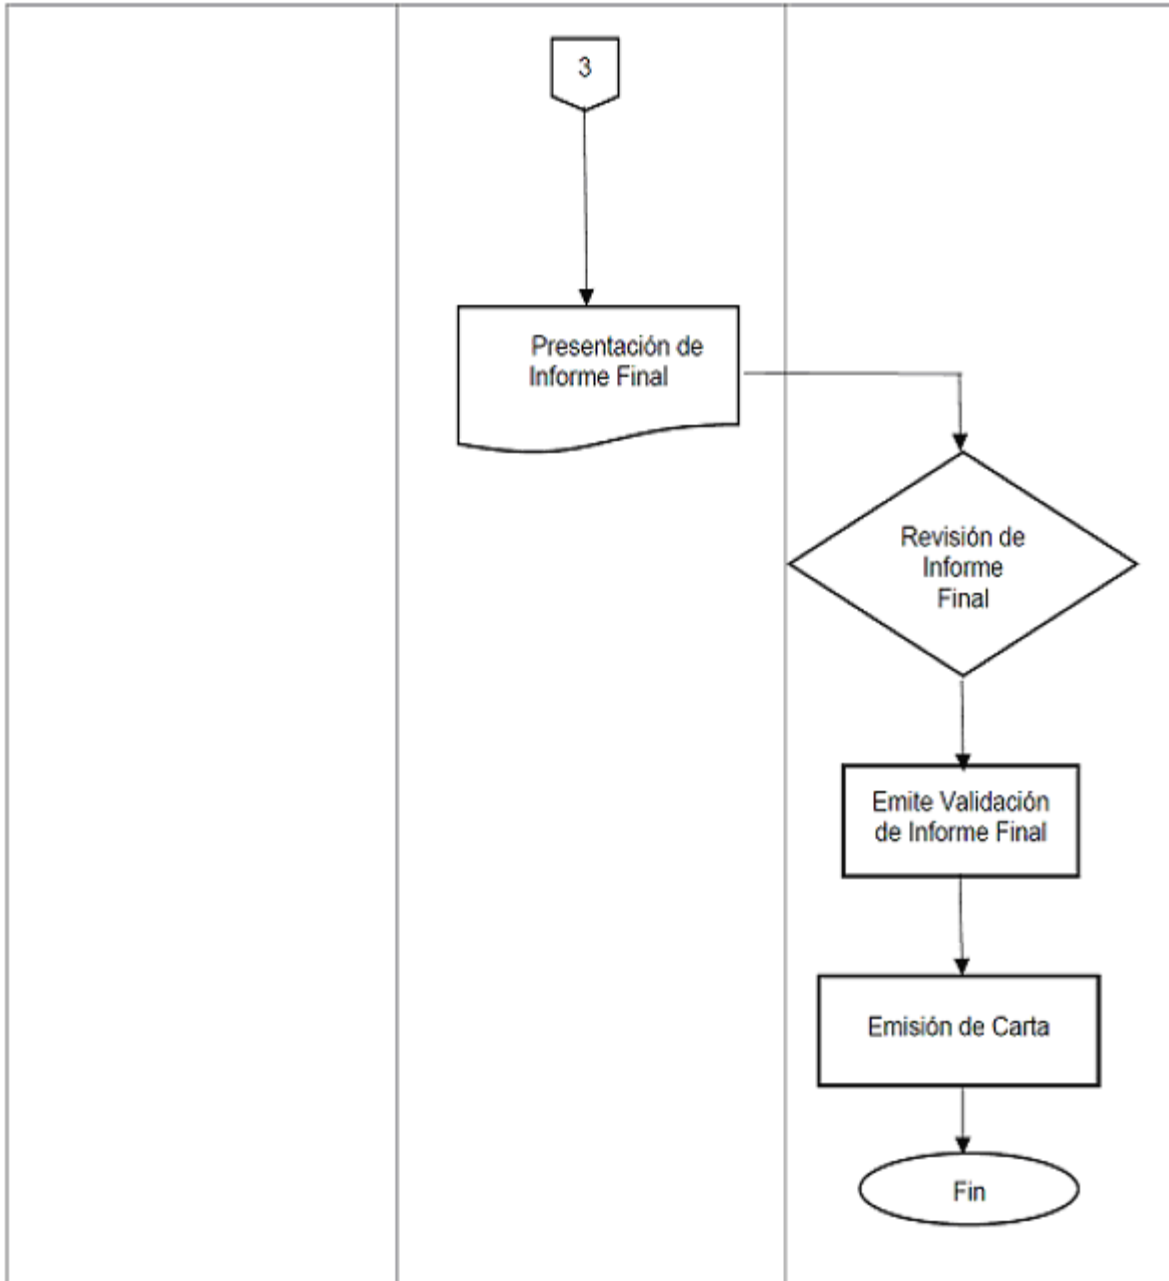 3
Presentación de
Informe Final
Revisión de
Informe
Final
Emite Validación
de Informe Final
Emisión de Carta
Fin